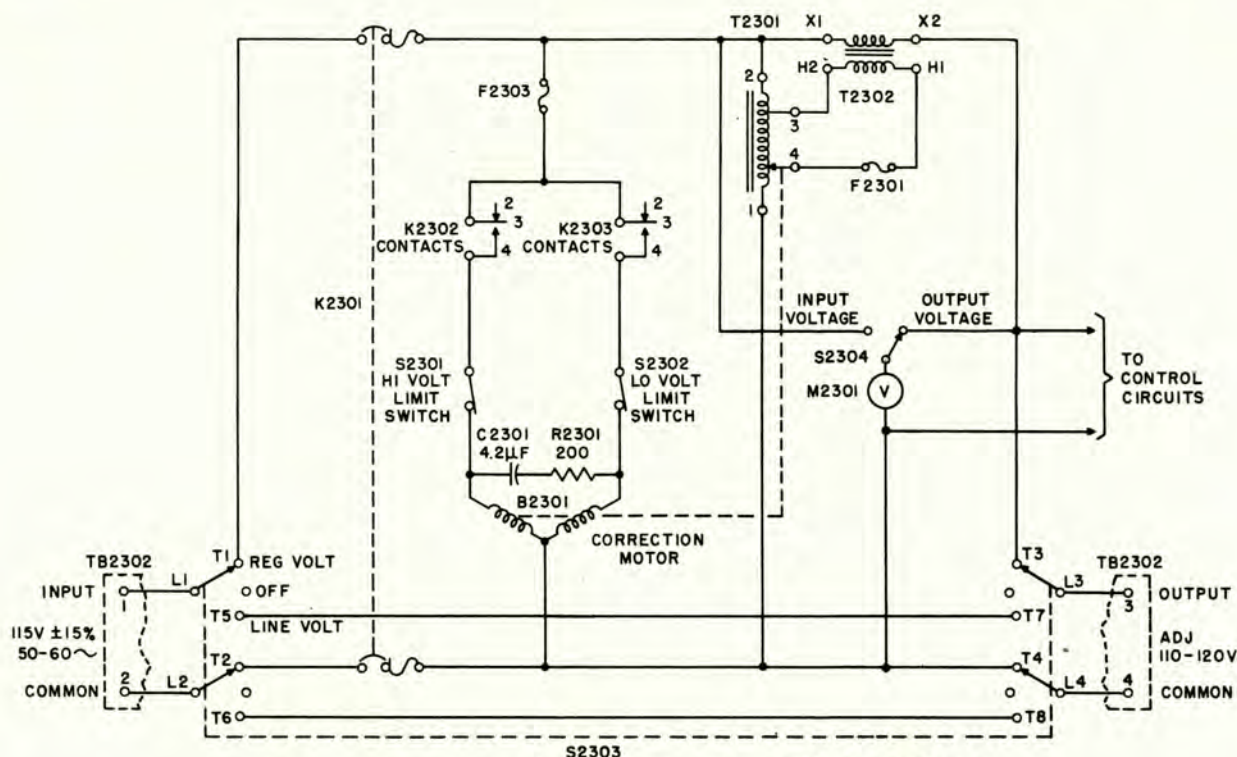 T2301
X1
X2
H2
H1
T2302
2
3
4
1
F2301
F2303
2
3
4
K2302
CONTACTS
2
3
4
K2303
CONTACTS
K2301
INPUT
VOLTAGE
OUTPUT
VOLTAGE
S2304
M2301
V
TO
CONTROL
CIRCUITS
S2301
HI VOLT
LIMIT
SWITCH
S2302
LO VOLT
LIMIT
SWITCH
C2301
4.2µF
R2301
200
B2301
CORRECTION
MOTOR
TB2302
INPUT
1
L1
T1
REG VOLT
OFF
T5
LINE VOLT
115V ±15%
50-60~
T2
COMMON
2
L2
T6
T3
TB2302
L3
3
OUTPUT
T7
ADJ
110-120V
T4
L4
4
COMMON
T8
S2303